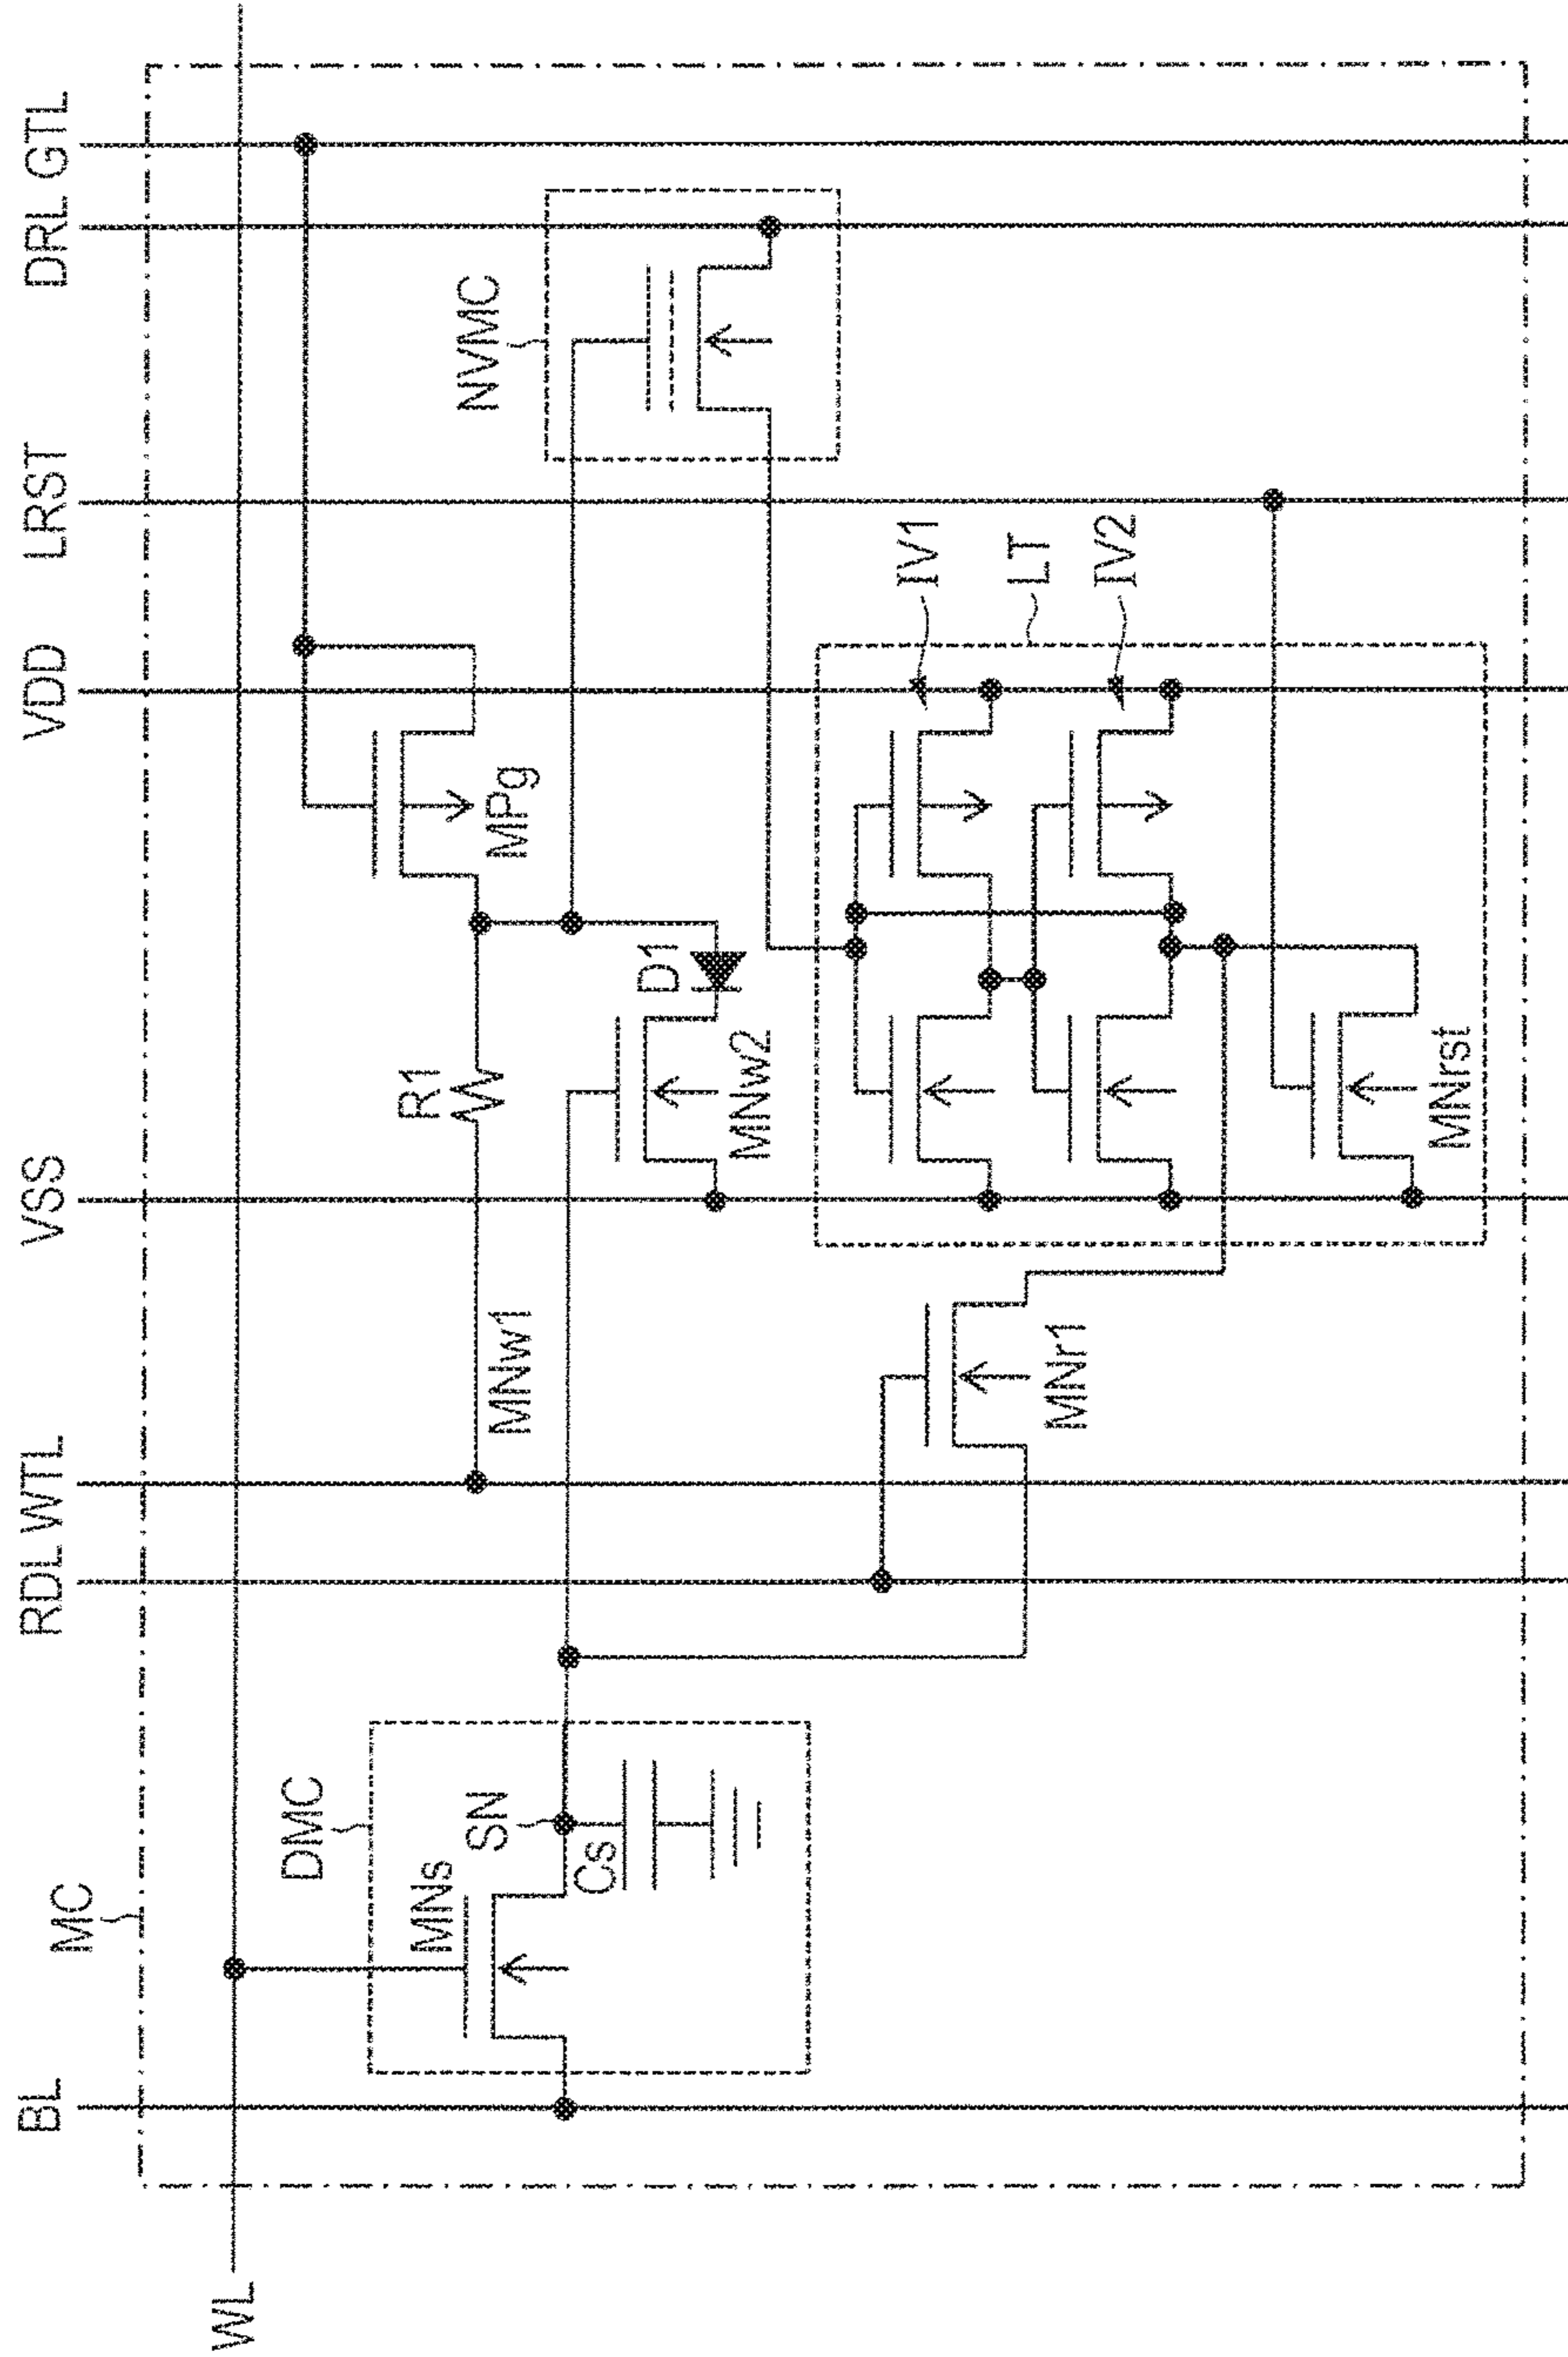 BL
RDL
WTL
VSS
VDD
LRST
DRL
GTL
WL
MC
DMC
MNs
SN
Cs
MNw1
R1
MPg
D1
MNw2
NVMC
MNr1
IV1
LT
IV2
MNrst